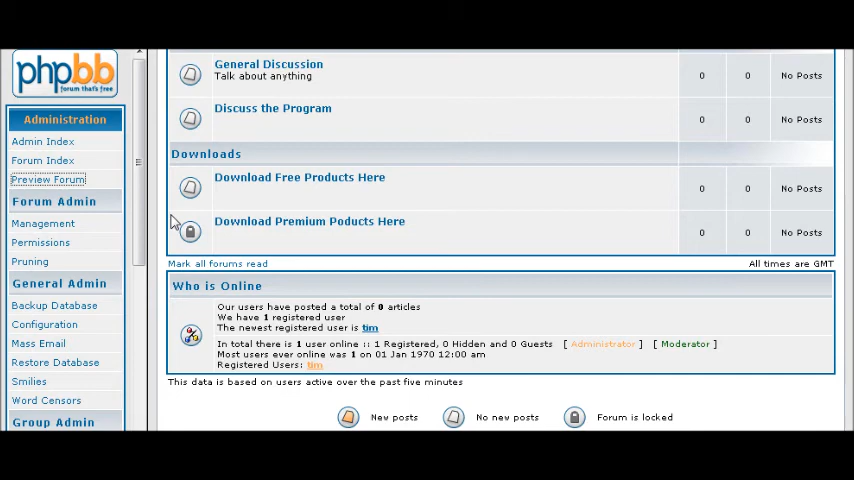 phpBB
forum that's free
Administration
Admin Index
Forum Index
Preview Forum
Forum Admin
Management
Permissions
Pruning
General Admin
Backup Database
Configuration
Mass Email
Restore Database
Smilies
Word Censors
Group Admin
General Discussion
Talk about anything
0 0 No Posts
Discuss the Program
0 0 No Posts
Downloads
Download Free Products Here
0 0 No Posts
Download Premium Poducts Here
0 0 No Posts
Mark all forums read All times are GMT
Who is Online
Our users have posted a total of 0 articles
We have 1 registered user
The newest registered user is tim
In total there is 1 user online :: 1 Registered, 0 Hidden and 0 Guests [ Administrator ] [ Moderator ]
Most users ever online was 1 on 01 Jan 1970 12:00 am
Registered Users: tim
This data is based on users active over the past five minutes
New posts No new posts Forum is locked